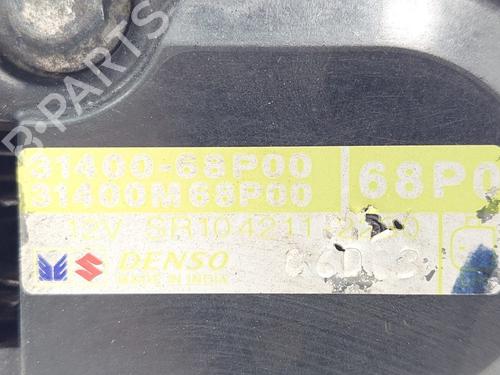 31400-68P00
31400M68P00
68P0
12V
DENSO
MADE IN INDIA
B-PARTS